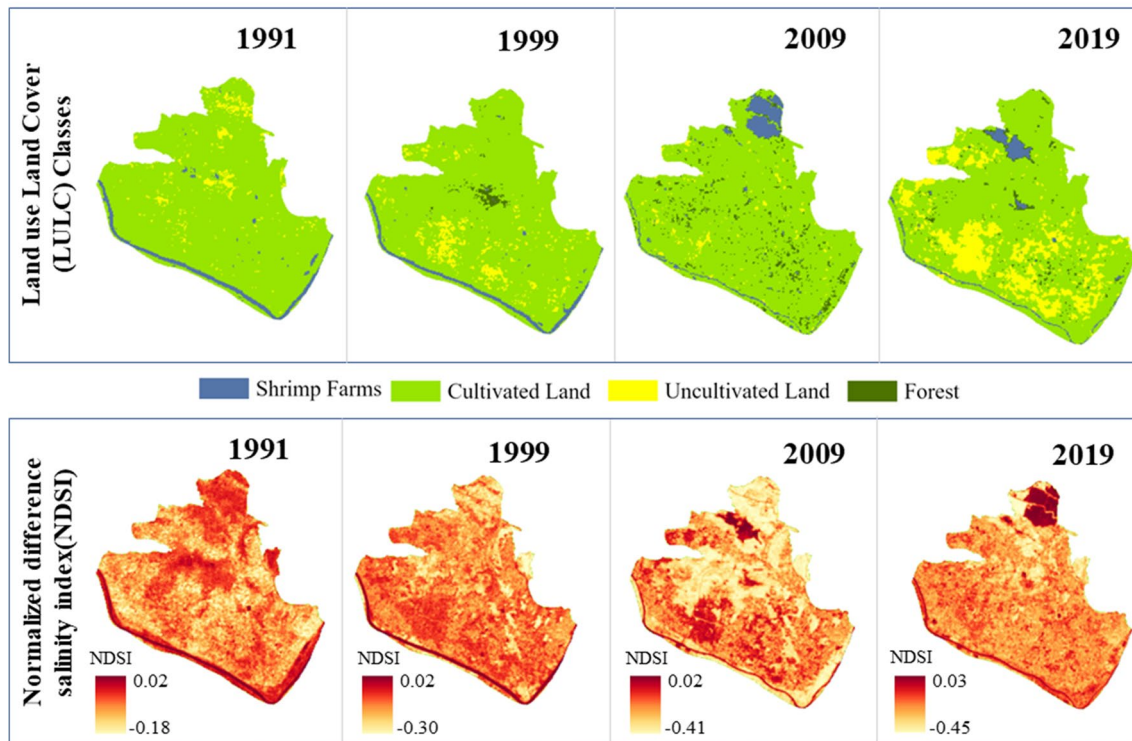 Land use Land Cover
(LULC) Classes
1991
1999
2009
2019
Shrimp Farms
Cultivated Land
Uncultivated Land
Forest
Normalized difference
salinity index(NDSI)
1991
1999
2009
2019
NDSI
0.02
-0.18
NDSI
0.02
-0.30
NDSI
0.02
-0.41
NDSI
0.03
-0.45